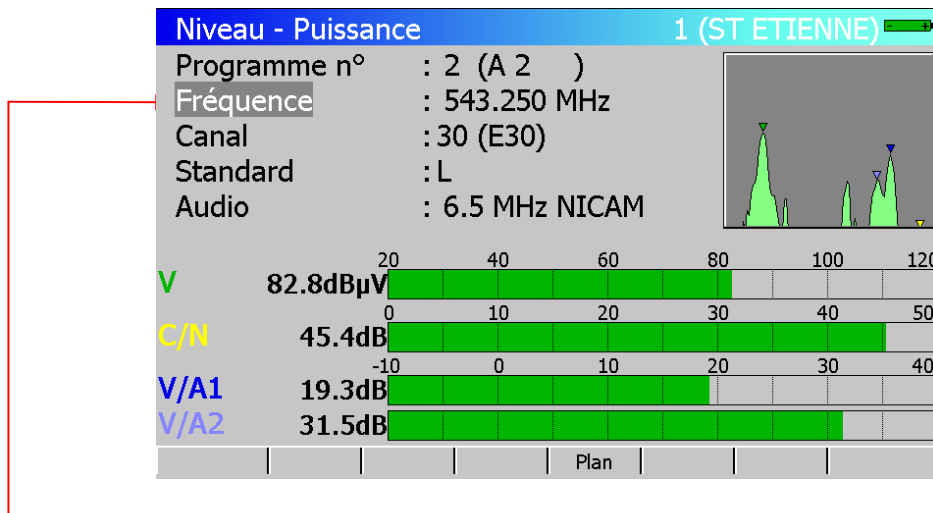 Niveau - Puissance 1 (ST ETIENNE)
Programme n° : 2 (A 2 )
Fréquence : 543.250 MHz
Canal : 30 (E30)
Standard : L
Audio : 6.5 MHz NICAM
20 40 60 80 100 120
V 82.8dBµV
0 10 20 30 40 50
C/N 45.4dB
-10 0 10 20 30 40
V/A1 19.3dB
V/A2 31.5dB
Plan